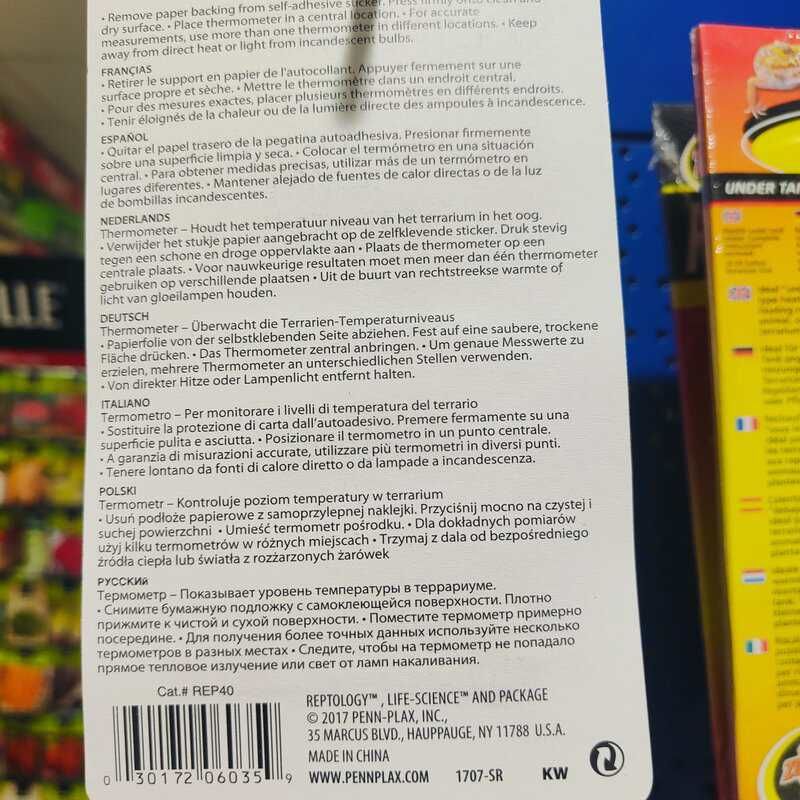 • Remove paper backing from self-adhesive sticker. Press firmly onto clean and
dry surface. • Place thermometer in a central location. • For accurate
measurements, use more than one thermometer in different locations. • Keep
away from direct heat or light from incandescent bulbs.
FRANÇIAS
• Retirer le support en papier de l'autocollant. Appuyer fermement sur une
surface propre et sèche. • Mettre le thermomètre dans un endroit central.
• Pour des mesures exactes, placer plusieurs thermomètres en différents endroits.
• Tenir éloignés de la chaleur ou de la lumière directe des ampoules à incandescence.
ESPAÑOL
• Quitar el papel trasero de la pegatina autoadhesiva. Presionar firmemente
sobre una superficie limpia y seca. • Colocar el termómetro en una situación
central. • Para obtener medidas precisas, utilizar más de un termómetro en
lugares diferentes. • Mantener alejado de fuentes de calor directas o de la luz
de bombillas incandescentes.
NEDERLANDS
Thermometer – Houdt het temperatuur niveau van het terrarium in het oog.
• Verwijder het stukje papier aangebracht op de zelfklevende sticker. Druk stevig
tegen een schone en droge oppervlakte aan • Plaats de thermometer op een
centrale plaats. • Voor nauwkeurige resultaten moet men meer dan één thermometer
gebruiken op verschillende plaatsen • Uit de buurt van rechtstreekse warmte of
licht van gloeilampen houden.
DEUTSCH
Thermometer – Überwacht die Terrarien-Temperaturniveaus
• Papierfolie von der selbstklebenden Seite abziehen. Fest auf eine saubere, trockene
Fläche drücken. • Das Thermometer zentral anbringen. • Um genaue Messwerte zu
erzielen, mehrere Thermometer an unterschiedlichen Stellen verwenden.
• Von direkter Hitze oder Lampenlicht entfernt halten.
ITALIANO
Termometro – Per monitorare i livelli di temperatura del terrario
• Sostituire la protezione di carta dall'autoadesivo. Premere fermamente su una
superficie pulita e asciutta. • Posizionare il termometro in un punto centrale.
• A garanzia di misurazioni accurate, utilizzare più termometri in diversi punti.
• Tenere lontano da fonti di calore diretto o da lampade a incandescenza.
POLSKI
Termometr – Kontroluje poziom temperatury w terrarium
• Usuń podłoże papierowe z samoprzylepnej naklejki. Przyciśnij mocno na czystej i
suchej powierzchni • Umieść termometr pośrodku. • Dla dokładnych pomiarów
użyj kilku termometrów w różnych miejscach • Trzymaj z dala od bezpośredniego
źródła ciepła lub światła z rozżarzonych żarówek
РУССКИй
Термометр – Показывает уровень температуры в террариуме.
• Снимите бумажную подложку с самоклеющейся поверхности. Плотно
прижмите к чистой и сухой поверхности. • Поместите термометр примерно
посередине. • Для получения более точных данных используйте несколько
термометров в разных местах • Следите, чтобы на термометр не попадало
прямое тепловое излучение или свет от ламп накаливания.
Cat.# REP40
0 30172 06035 9
REPTOLOGY™, LIFE-SCIENCE™ AND PACKAGE
© 2017 PENN-PLAX, INC.,
35 MARCUS BLVD., HAUPPAUGE, NY 11788 U.S.A.
MADE IN CHINA
WWW.PENNPLAX.COM 1707-SR KW
LLE
UNDER TA